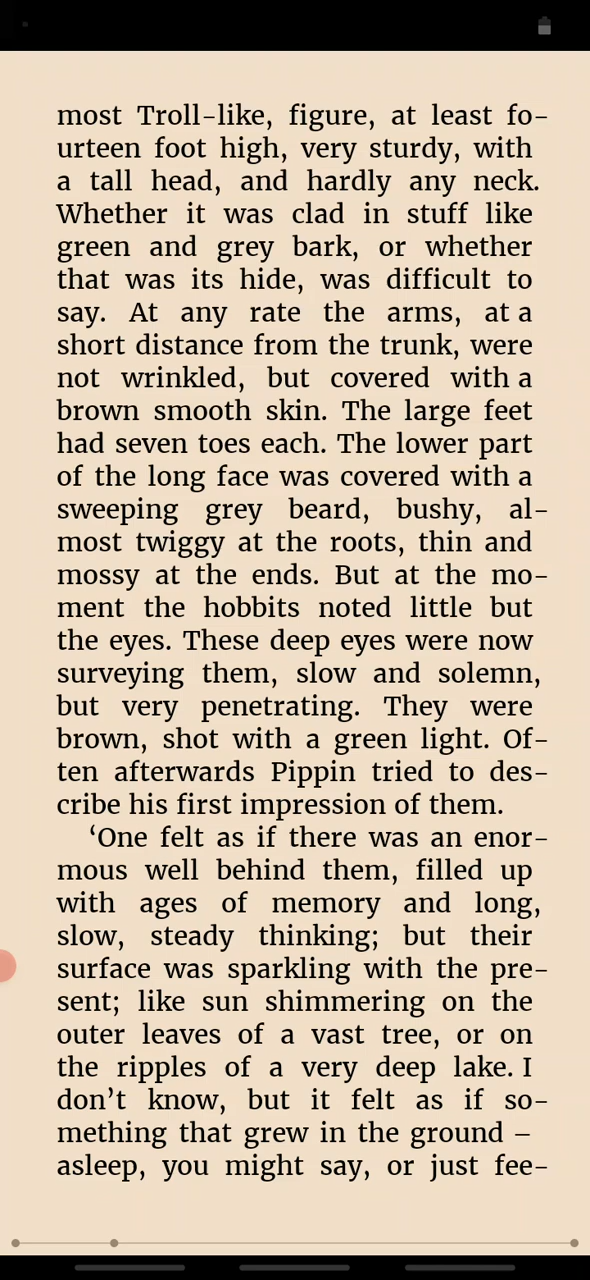 most Troll-like, figure, at least fo-
urteen foot high, very sturdy, with
a tall head, and hardly any neck.
Whether it was clad in stuff like
green and grey bark, or whether
that was its hide, was difficult to
say. At any rate the arms, at a
short distance from the trunk, were
not wrinkled, but covered with a
brown smooth skin. The large feet
had seven toes each. The lower part
of the long face was covered with a
sweeping grey beard, bushy, al-
most twiggy at the roots, thin and
mossy at the ends. But at the mo-
ment the hobbits noted little but
the eyes. These deep eyes were now
surveying them, slow and solemn,
but very penetrating. They were
brown, shot with a green light. Of-
ten afterwards Pippin tried to des-
cribe his first impression of them.
‘One felt as if there was an enor-
mous well behind them, filled up
with ages of memory and long,
slow, steady thinking; but their
surface was sparkling with the pre-
sent; like sun shimmering on the
outer leaves of a vast tree, or on
the ripples of a very deep lake. I
don’t know, but it felt as if so-
mething that grew in the ground –
asleep, you might say, or just fee-